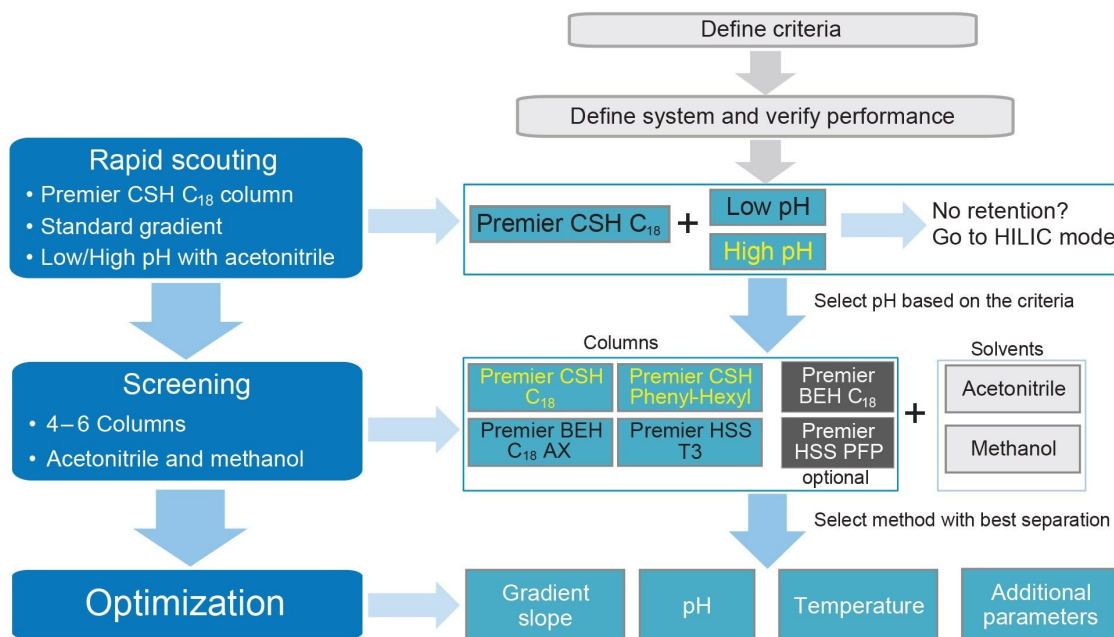 Define criteria
Define system and verify performance
Rapid scouting
• Premier CSH C₁₈ column
• Standard gradient
• Low/High pH with acetonitrile
Premier CSH C₁₈
+
Low pH
High pH
No retention?
Go to HILIC mode
Select pH based on the criteria
Screening
• 4–6 Columns
• Acetonitrile and methanol
Columns
Premier CSH
C₁₈
Premier CSH
Phenyl-Hexyl
Premier BEH C₁₈
Premier BEH
C₁₈ AX
Premier HSS
T3
Premier
HSS PFP
optional
+
Solvents
Acetonitrile
Methanol
Select method with best separation
Optimization
Gradient
slope
pH
Temperature
Additional
parameters